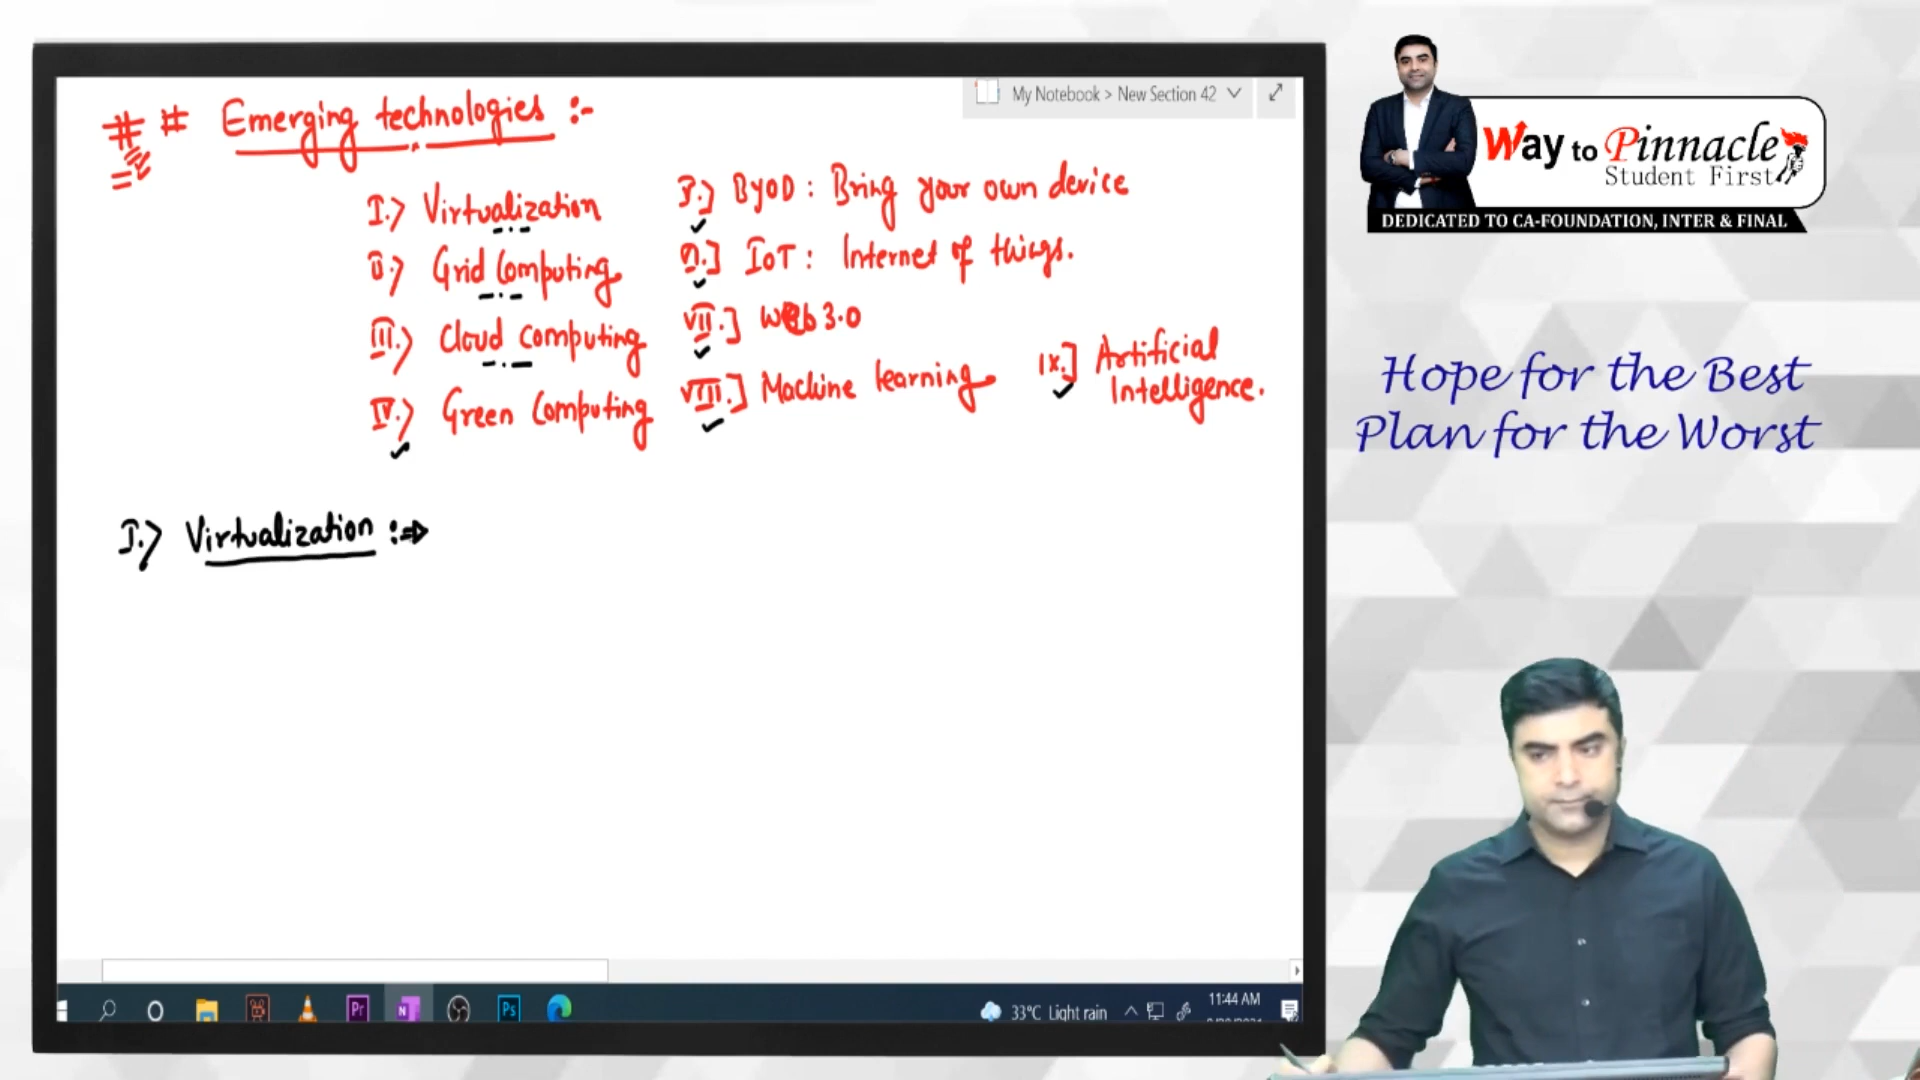 # # Emerging technologies :-
My Notebook > New Section 42
I.> Virtualization
II.> Grid Computing
III.> Cloud computing
IV.> Green Computing
V.] BYOD : Bring your own device
VI.] IoT : Internet of things.
VII.] Web 3.0
VIII.] Machine learning
IX.] Artificial Intelligence.
I.> Virtualization :⇒
Way to Pinnacle
Student First
DEDICATED TO CA-FOUNDATION, INTER & FINAL
Hope for the Best
Plan for the Worst
Pr
N
Ps
33°C Light rain
11:44 AM